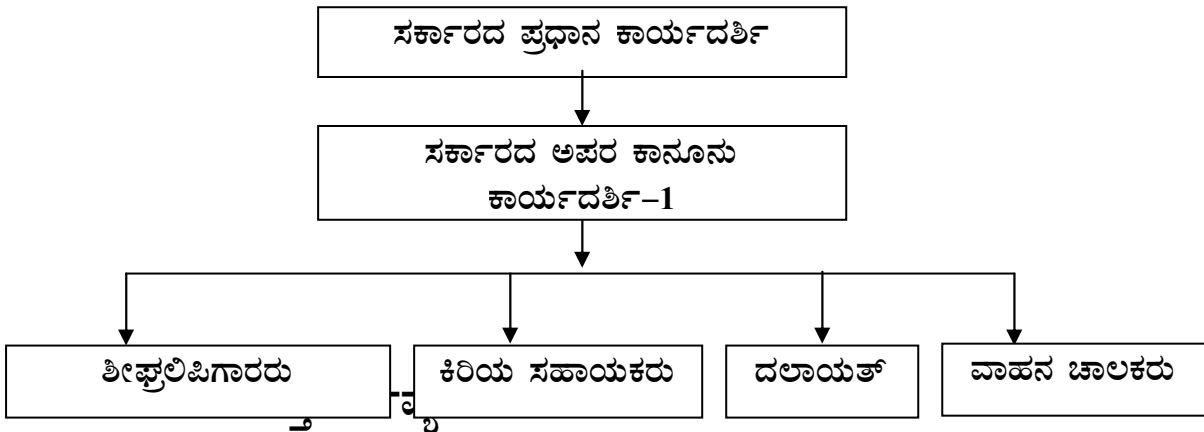 ಸರ್ಕಾರದ ಪ್ರಧಾನ ಕಾರ್ಯದರ್ಶಿ
ಸರ್ಕಾರದ ಅಪರ ಕಾನೂನು
ಕಾರ್ಯದರ್ಶಿ–1
ಶೀಘ್ರಲಿಪಿಗಾರರು
ಕಿರಿಯ ಸಹಾಯಕರು
ದಲಾಯತ್
ವಾಹನ ಚಾಲಕರು